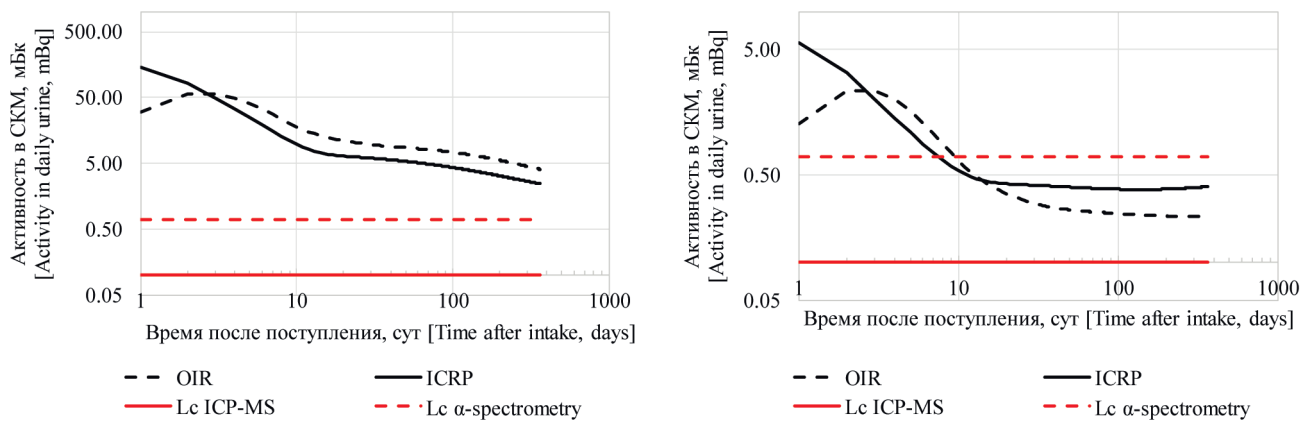 Активность в СКМ, мБк
[Activity in daily urine, mBq]
500.00
50.00
5.00
0.50
0.05
1
10
100
1000
Время после поступления, сут [Time after intake, days]
OIR
ICRP
Lc ICP-MS
Lc α-spectrometry
Активность в СКМ, мБк
[Activity in daily urine, mBq]
5.00
0.50
0.05
1
10
100
1000
Время после поступления, сут [Time after intake, days]
OIR
ICRP
Lc ICP-MS
Lc α-spectrometry